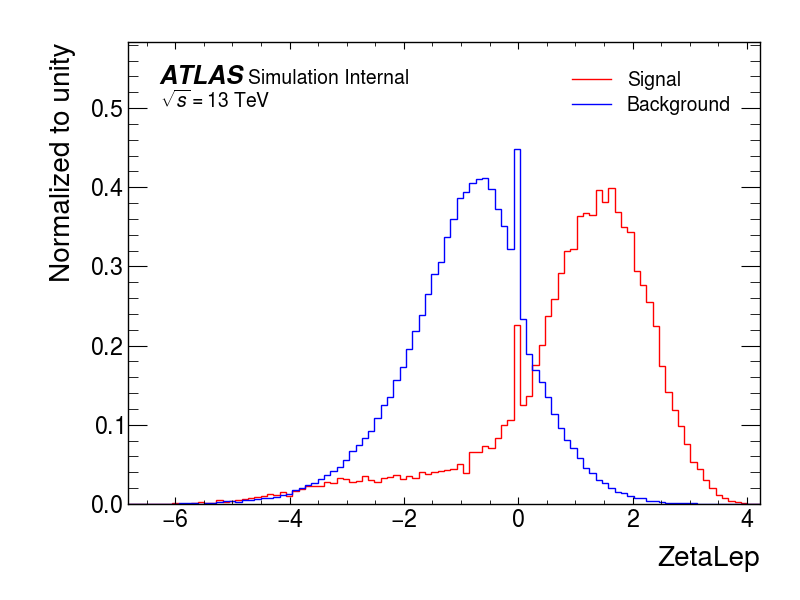 Normalized to unity
ATLAS Simulation Internal
√s = 13 TeV
Signal
Background
0.5
0.4
0.3
0.2
0.1
0.0
−6 −4 −2 0 2 4
ZetaLep